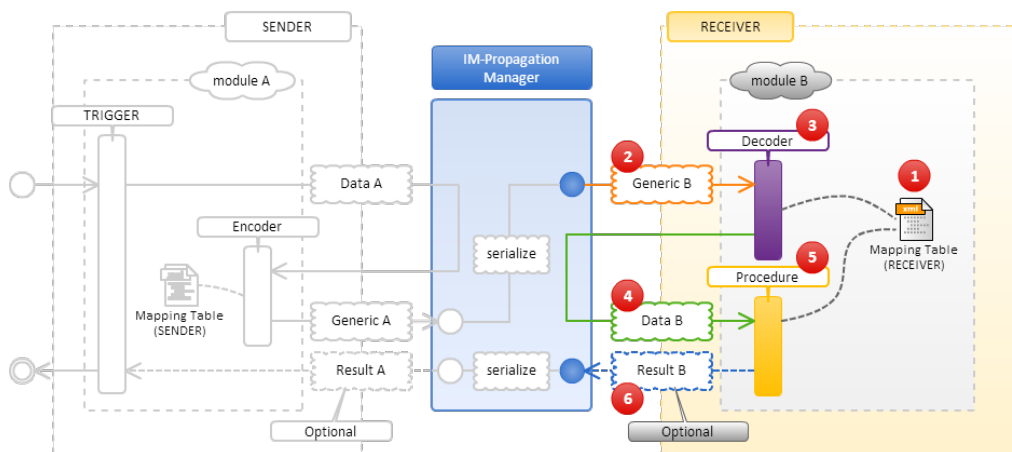 SENDER
RECEIVER
IM-Propagation
Manager
module A
module B
TRIGGER
3
Decoder
2
1
Data A
Generic B
xml
Encoder
Mapping Table
(RECEIVER)
serialize
5
Procedure
4
Mapping Table
(SENDER)
Generic A
Data B
Result A
serialize
Result B
6
Optional
Optional